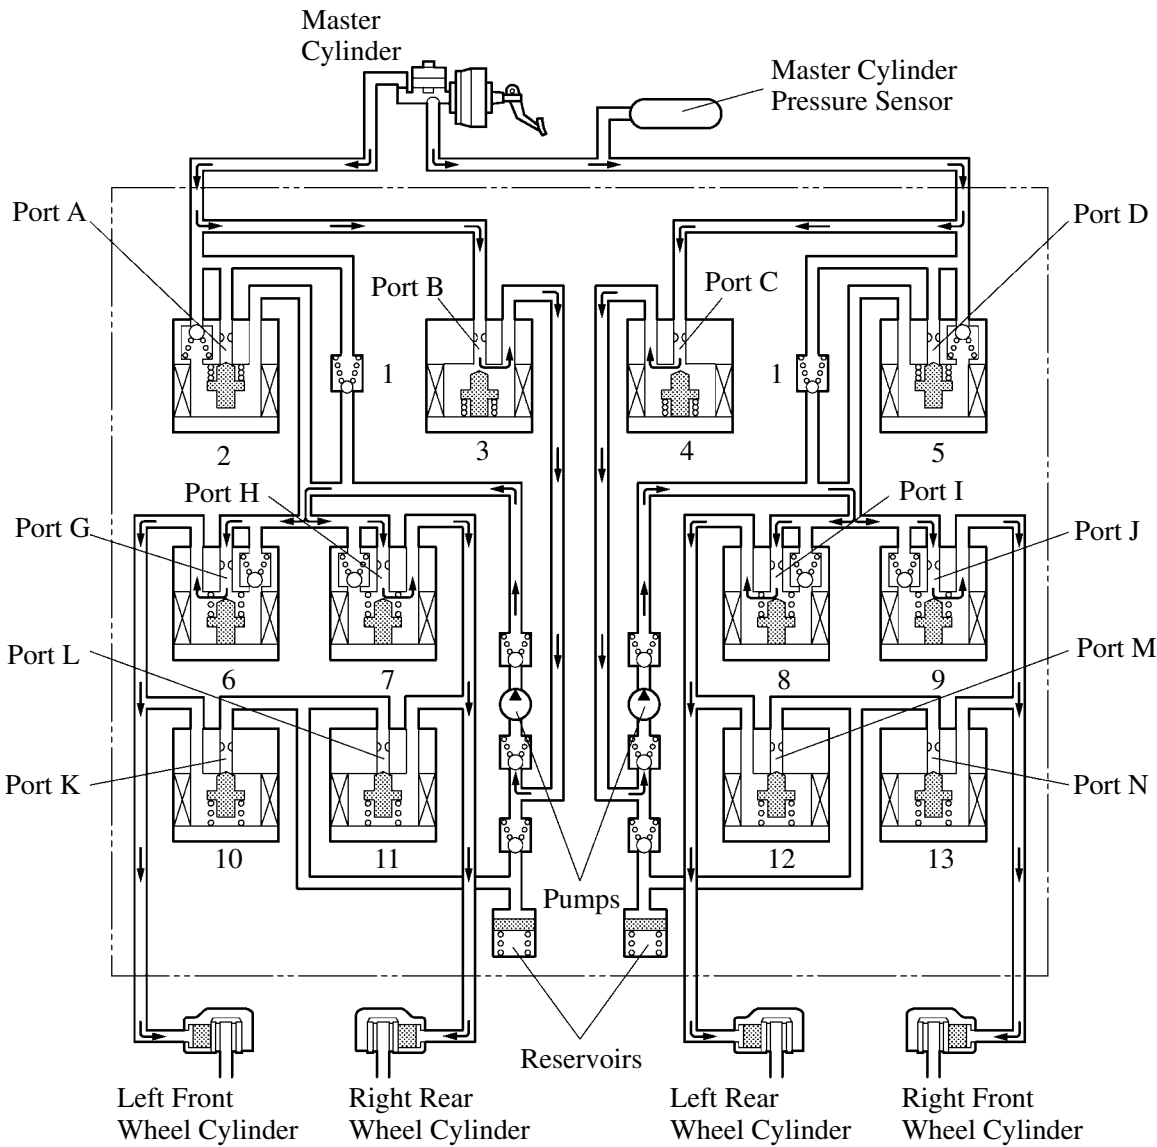 Master
Cylinder
Master Cylinder
Pressure Sensor
Port A
Port D
Port B
Port C
1
1
2
3
4
5
Port H
Port I
Port G
Port J
Port L
Port M
6
7
8
9
Port K
Port N
10
11
12
13
Pumps
Reservoirs
Left Front
Wheel Cylinder
Right Rear
Wheel Cylinder
Left Rear
Wheel Cylinder
Right Front
Wheel Cylinder